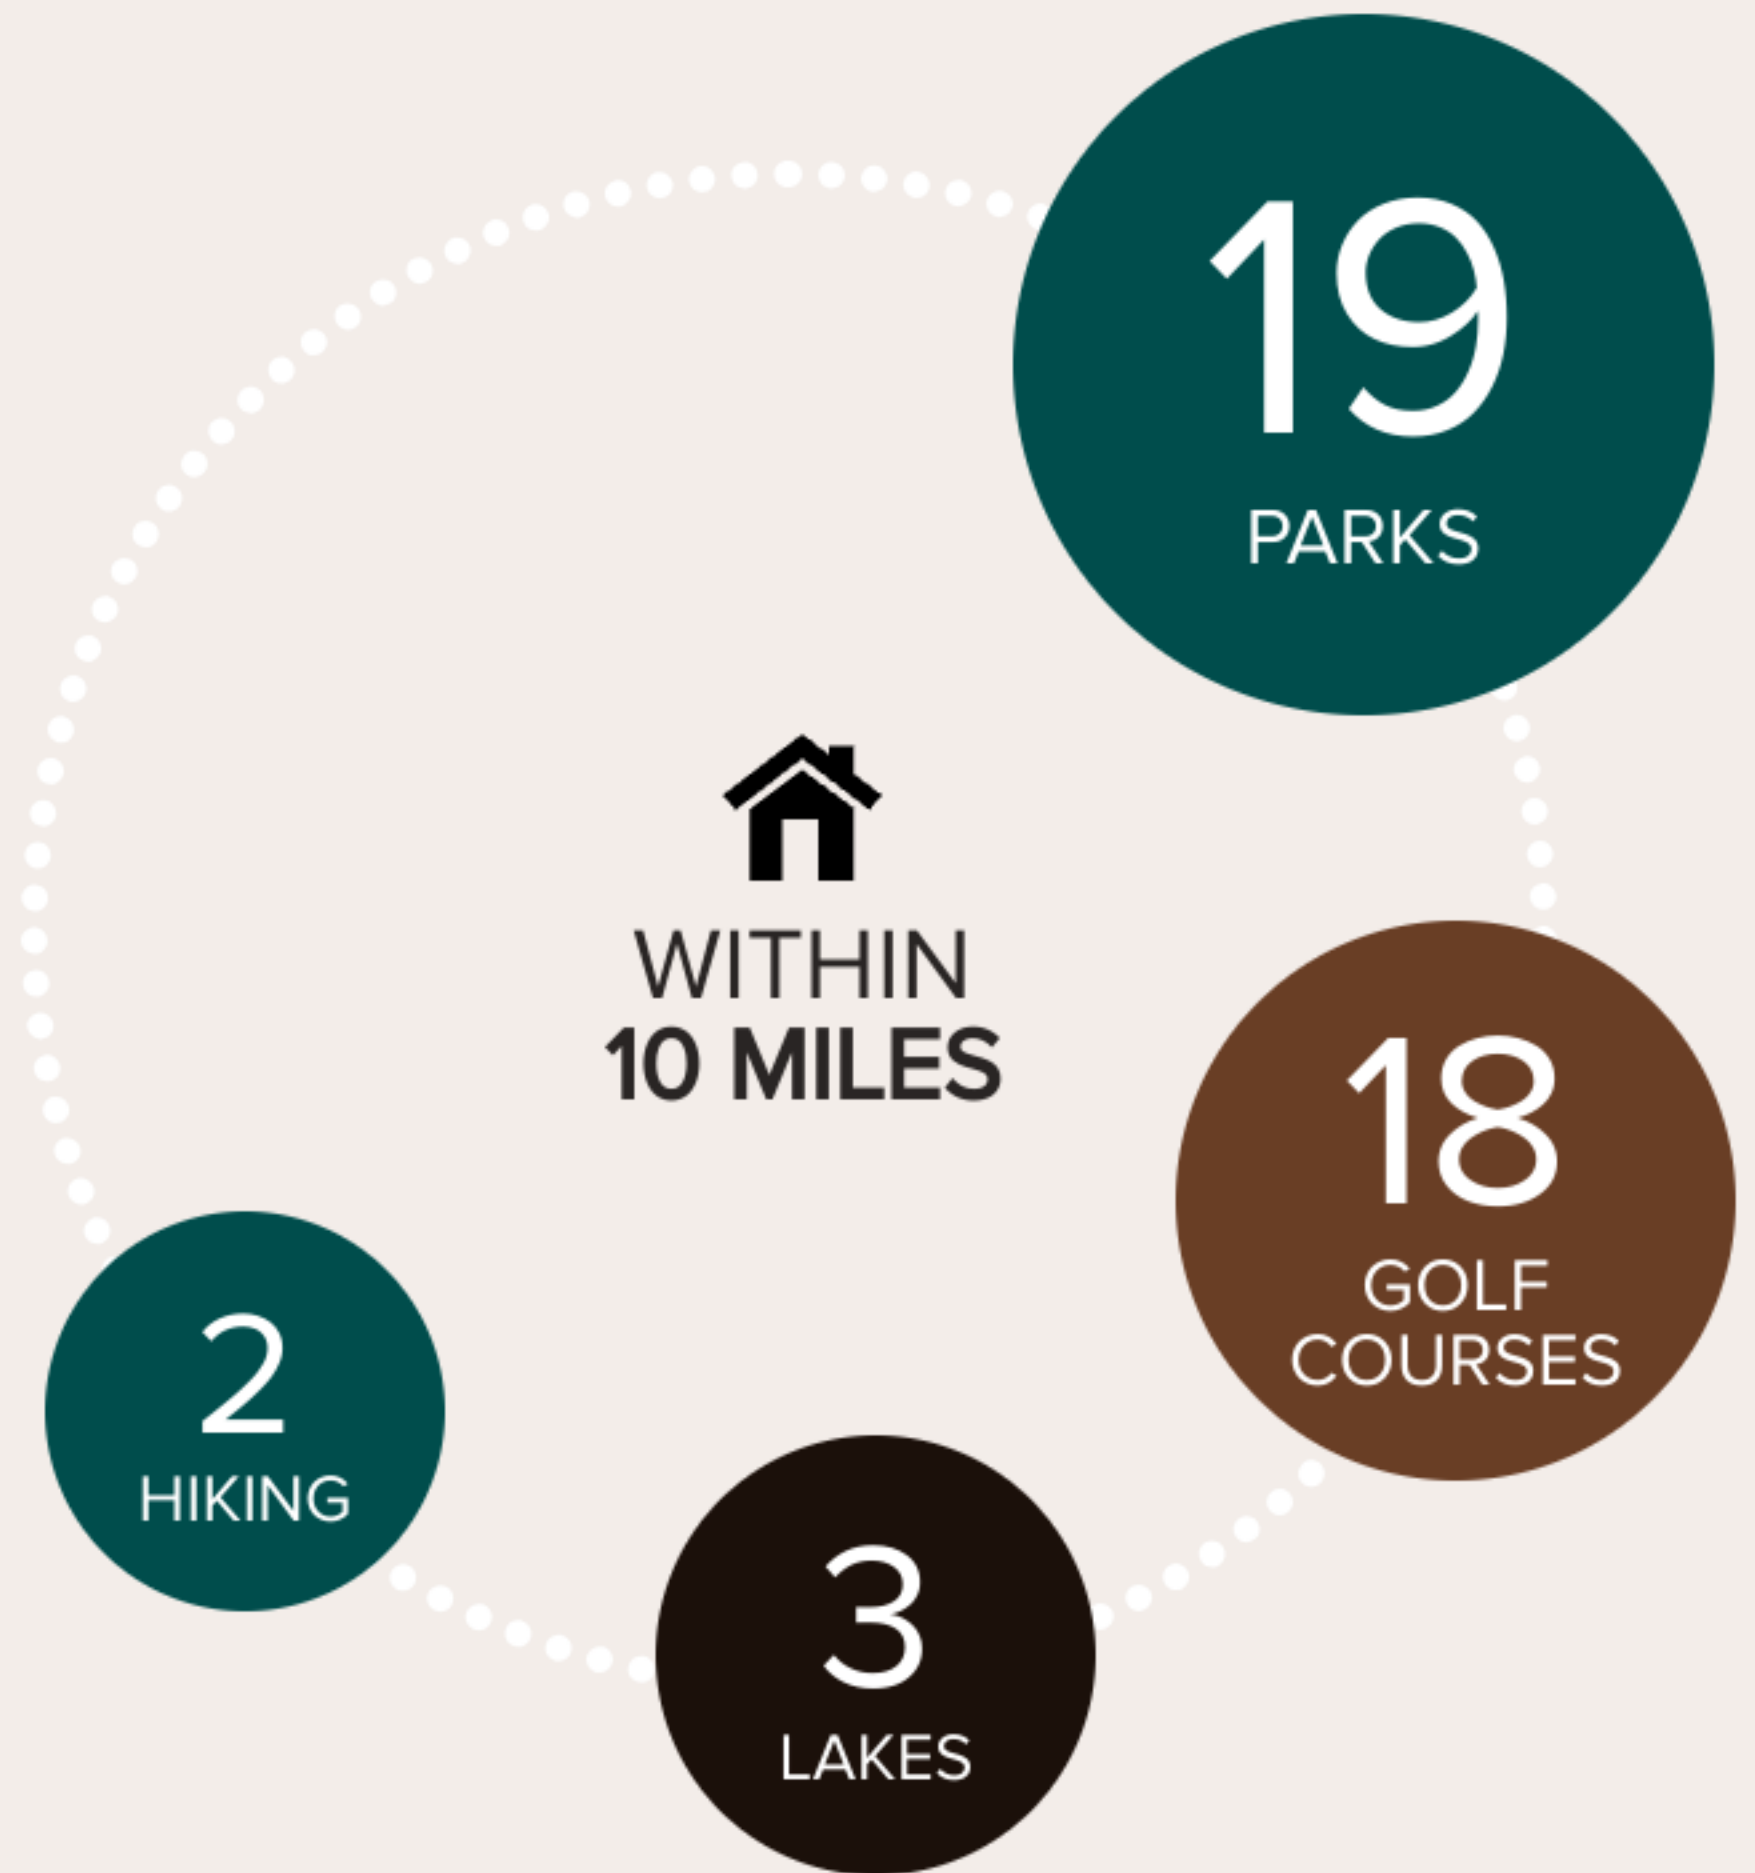 19
PARKS
WITHIN
10 MILES
18
GOLF
COURSES
2
HIKING
3
LAKES